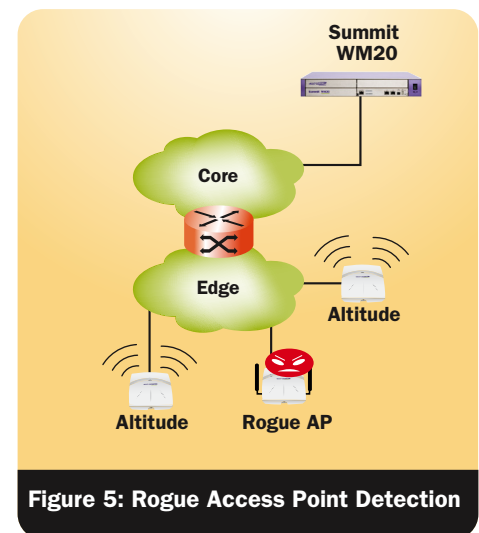 Summit
WM20
Core
Edge
Altitude
Altitude
Rogue AP
Figure 5: Rogue Access Point Detection